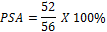 PSA = 52/56 X 100%